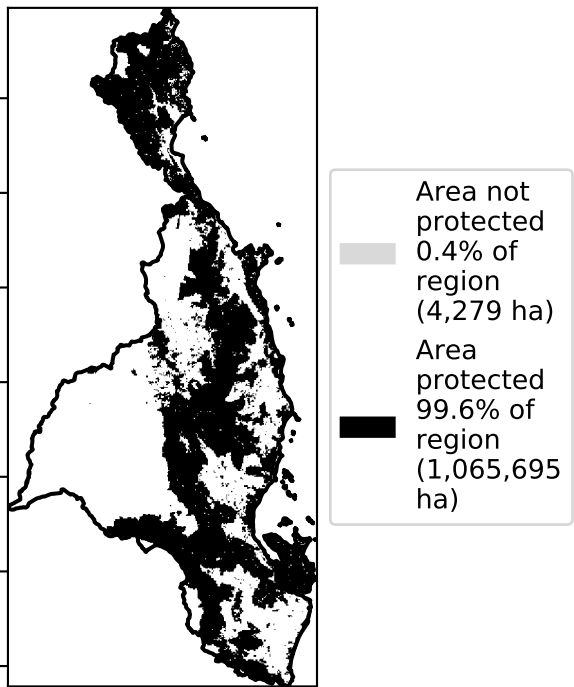 Area not
protected
0.4% of
region
(4,279 ha)
Area
protected
99.6% of
region
(1,065,695
ha)